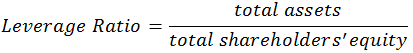 Leverage Ratio = total assets / total shareholders'equity